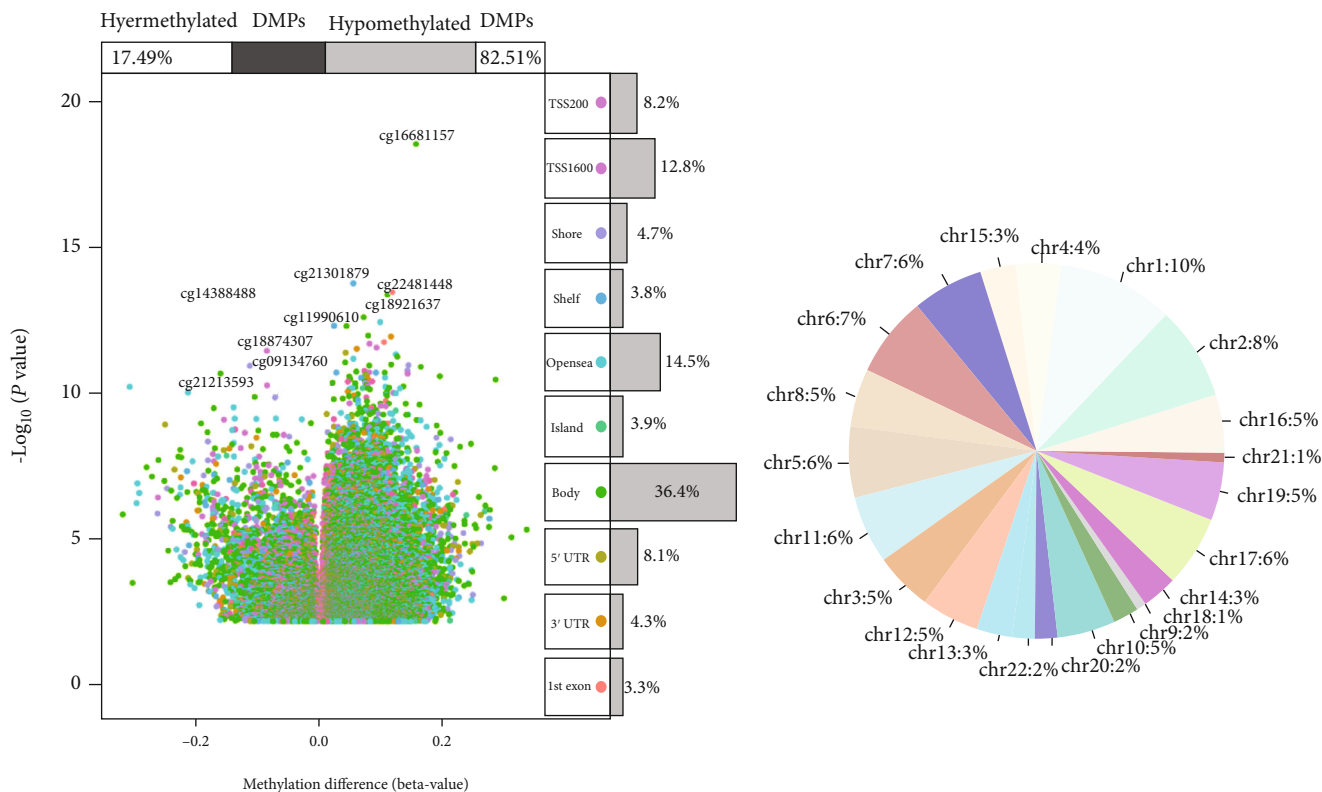 Hyermethylated DMPs Hypomethylated DMPs
17.49% 82.51%
20
15
10
5
0
-Log10 (P value)
cg16681157
cg21301879
cg22481448
cg14388488
cg18921637
cg11990610
cg18874307
cg09134760
cg21213593
−0.2 0.0 0.2
Methylation difference (beta-value)
TSS200 8.2%
TSS1600 12.8%
Shore 4.7%
Shelf 3.8%
Opensea 14.5%
Island 3.9%
Body 36.4%
5′ UTR 8.1%
3′ UTR 4.3%
1st exon 3.3%
chr4:4%
chr1:10%
chr2:8%
chr16:5%
chr21:1%
chr19:5%
chr17:6%
chr14:3%
chr18:1%
chr9:2%
chr10:5%
chr20:2%
chr22:2%
chr13:3%
chr12:5%
chr3:5%
chr11:6%
chr5:6%
chr8:5%
chr6:7%
chr7:6%
chr15:3%